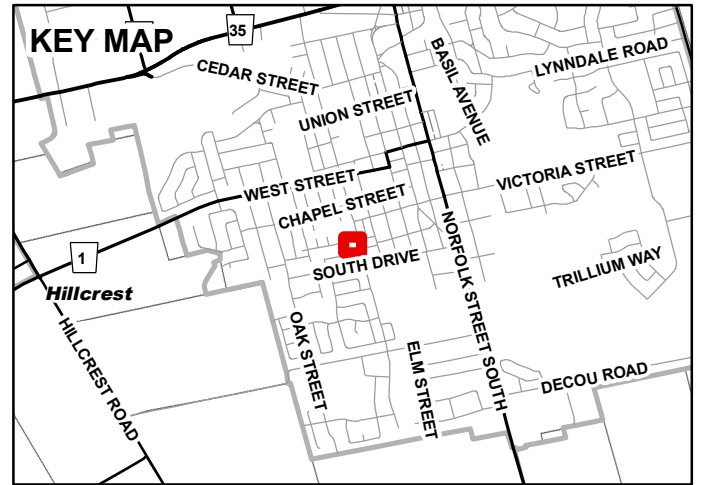 KEY MAP
35
CEDAR STREET
BASIL AVENUE
LYNNDALE ROAD
UNION STREET
WEST STREET
VICTORIA STREET
CHAPEL STREET
1
SOUTH DRIVE
NORFOLK STREET SOUTH
TRILLIUM WAY
Hillcrest
HILLCREST ROAD
OAK STREET
ELM STREET
DECOU ROAD